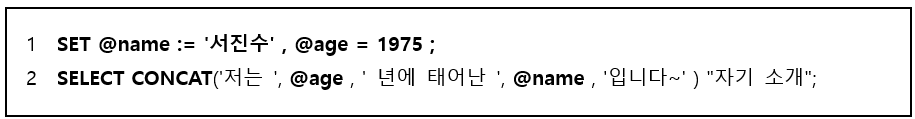 1 SET @name := '서진수' , @age = 1975 ;
2 SELECT CONCAT('저는 ', @age , ' 년에 태어난 ', @name , '입니다~' ) "자기 소개";